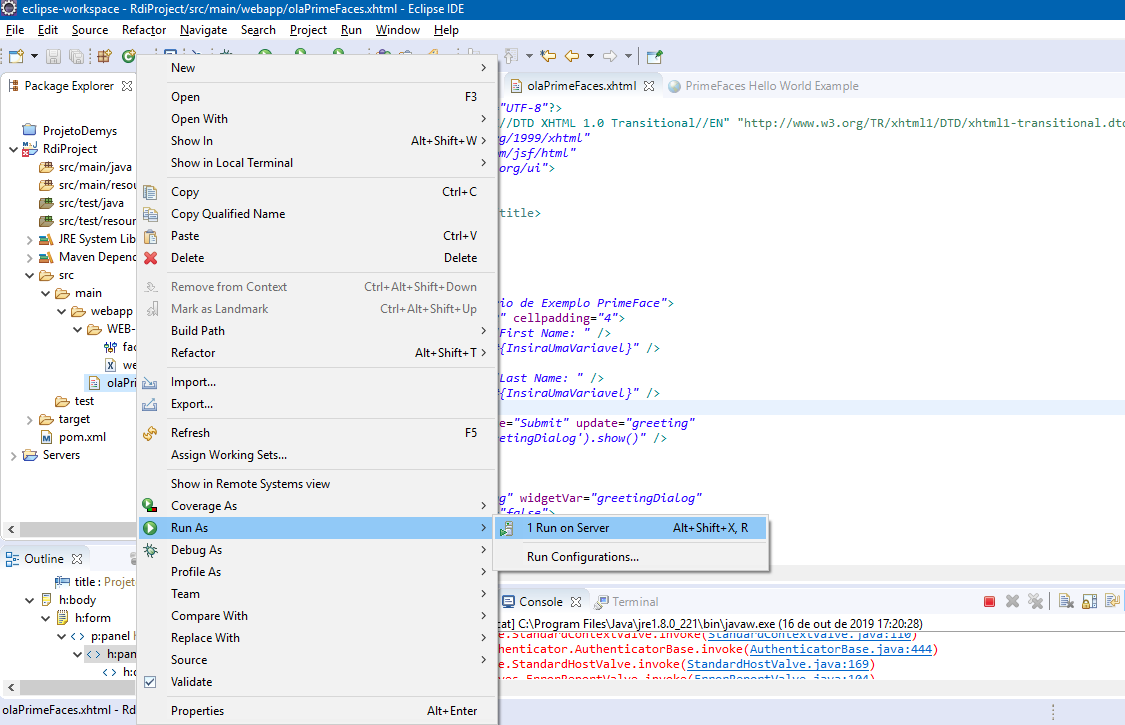 eclipse-workspace - RdiProject/src/main/webapp/olaPrimeFaces.xhtml - Eclipse IDE
File Edit Source Refactor Navigate Search Project Run Window Help
Package Explorer
ProjetoDemys
RdiProject
src/main/java
src/main/resou
src/test/java
src/test/resour
JRE System Lib
Maven Depend
src
main
webapp
WEB-
fac
we
olaPri
test
target
pom.xml
Servers
Outline
title : Projet
h:body
h:form
p:panel
h:pan
h:c
olaPrimeFaces.xhtml - Rd
New
Open F3
Open With
Show In Alt+Shift+W
Show in Local Terminal
Copy Ctrl+C
Copy Qualified Name
Paste Ctrl+V
Delete Delete
Remove from Context Ctrl+Alt+Shift+Down
Mark as Landmark Ctrl+Alt+Shift+Up
Build Path
Refactor Alt+Shift+T
Import...
Export...
Refresh F5
Assign Working Sets...
Show in Remote Systems view
Coverage As
Run As
Debug As
Profile As
Team
Compare With
Replace With
Source
Validate
Properties Alt+Enter
1 Run on Server Alt+Shift+X, R
Run Configurations...
olaPrimeFaces.xhtml PrimeFaces Hello World Example
="UTF-8"?>
//DTD XHTML 1.0 Transitional//EN" "http://www.w3.org/TR/xhtml1/DTD/xhtml1-transitional.dtd
g/1999/xhtml"
m/jsf/html"
org/ui">
title>
io de Exemplo PrimeFace">
" cellpadding="4">
First Name: " />
#{InsiraUmaVariavel}" />
Last Name: " />
#{InsiraUmaVariavel}" />
e="Submit" update="greeting"
etingDialog').show()" />
g" widgetVar="greetingDialog"
"false">
Console Terminal
cat] C:\Program Files\Java\jre1.8.0_221\bin\javaw.exe (16 de out de 2019 17:20:28)
e.StandardContextValve.invoke(StandardContextValve.java:110)
henticator.AuthenticatorBase.invoke(AuthenticatorBase.java:444)
e.StandardHostValve.invoke(StandardHostValve.java:169)
ves.ErrorReportValve.invoke(ErrorReportValve.java:104)